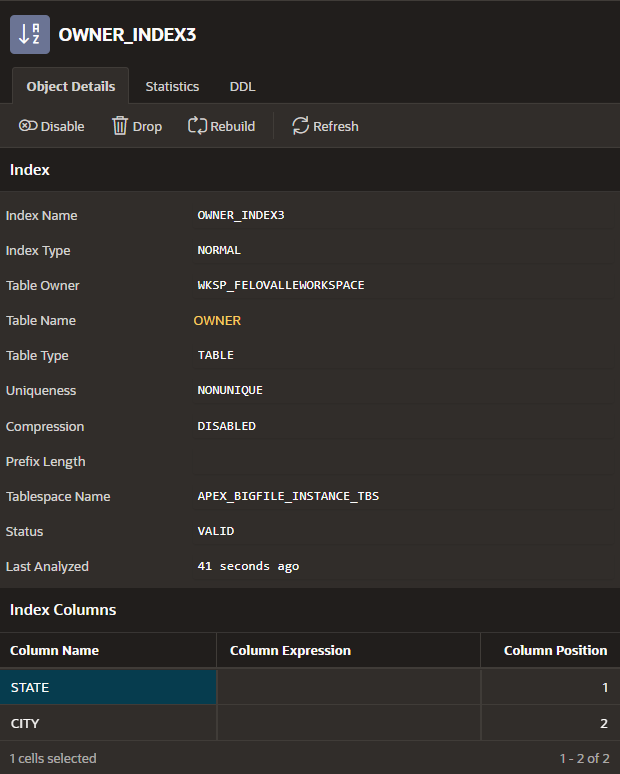 OWNER_INDEX3
Object Details Statistics DDL
Disable Drop Rebuild Refresh
Index
Index Name OWNER_INDEX3
Index Type NORMAL
Table Owner WKSP_FELOVALLEWORKSPACE
Table Name OWNER
Table Type TABLE
Uniqueness NONUNIQUE
Compression DISABLED
Prefix Length
Tablespace Name APEX_BIGFILE_INSTANCE_TBS
Status VALID
Last Analyzed 41 seconds ago
Index Columns
Column Name Column Expression Column Position
STATE 1
CITY 2
1 cells selected 1 - 2 of 2